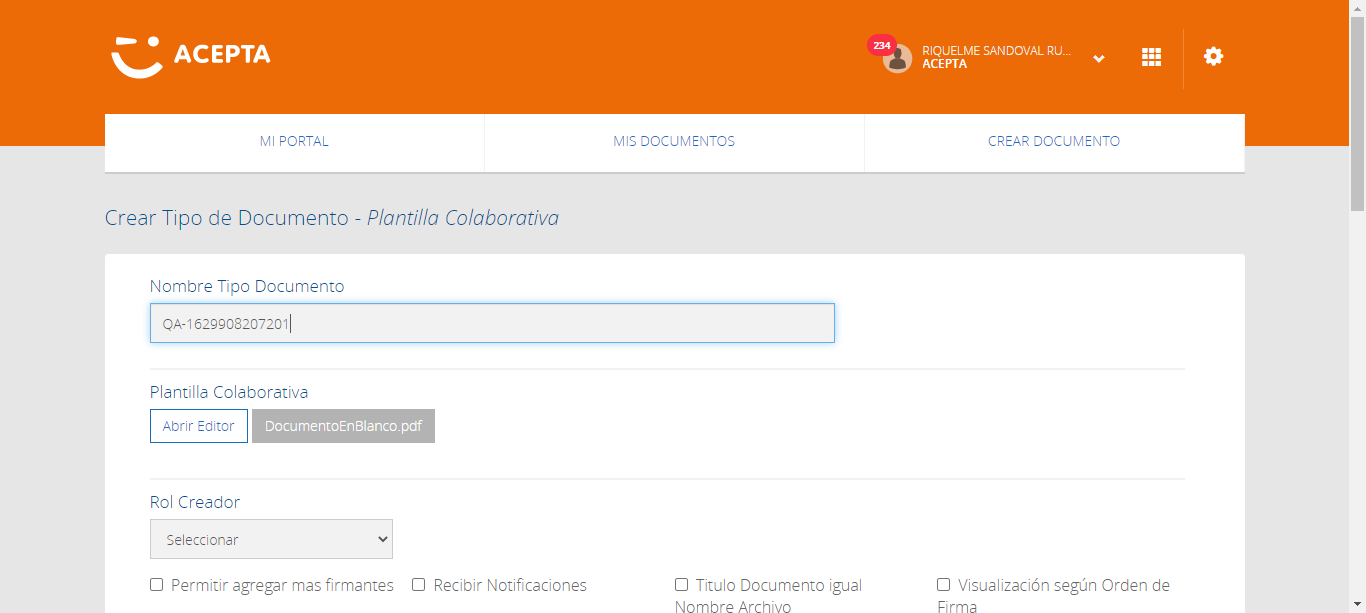 ACEPTA
234
RIQUELME SANDOVAL RU...
ACEPTA
MI PORTAL
MIS DOCUMENTOS
CREAR DOCUMENTO
Crear Tipo de Documento - Plantilla Colaborativa
Nombre Tipo Documento
QA-1629908207201
Plantilla Colaborativa
Abrir Editor
DocumentoEnBlanco.pdf
Rol Creador
Seleccionar
Permitir agregar mas firmantes
Recibir Notificaciones
Titulo Documento igual
Nombre Archivo
Visualización según Orden de
Firma